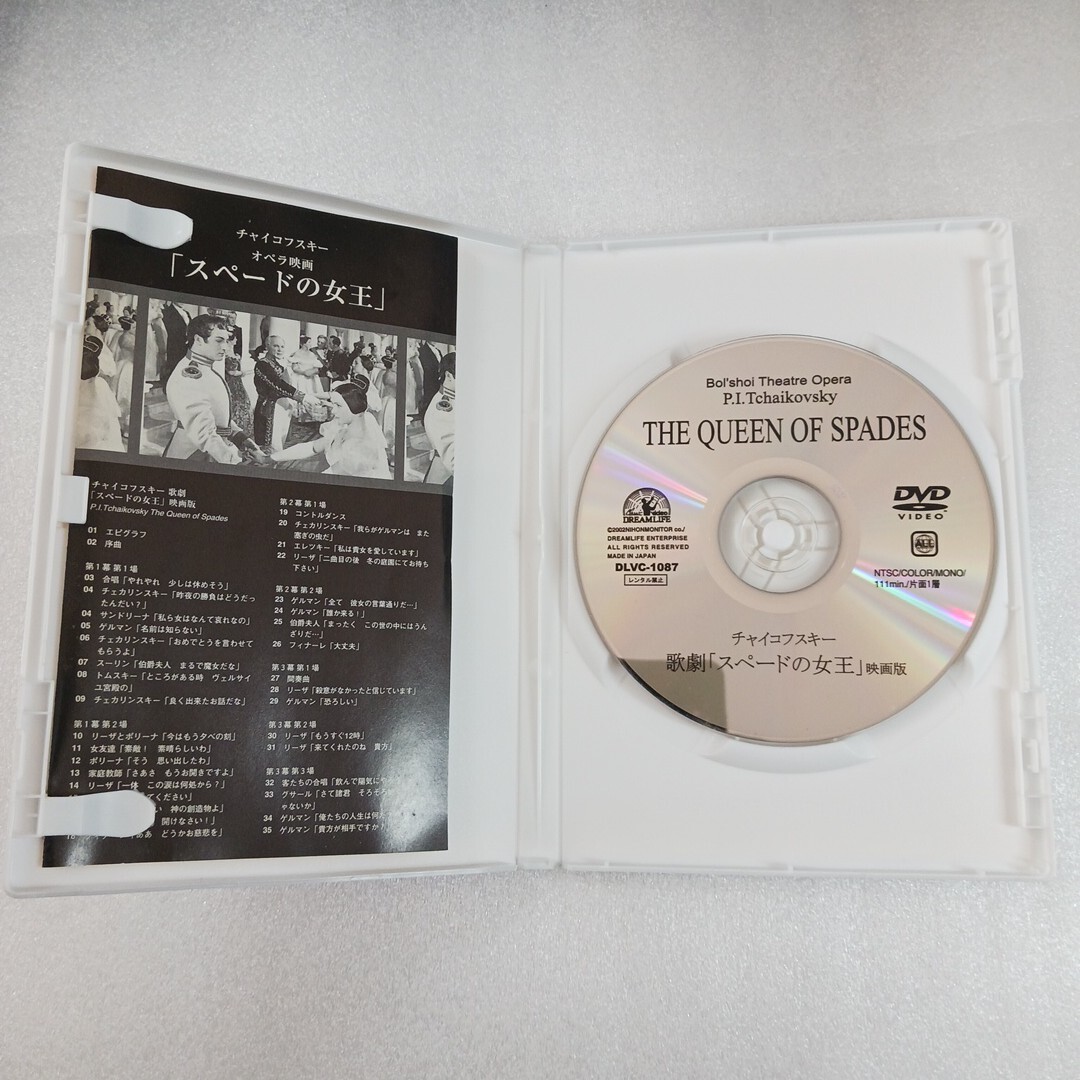 チャイコフスキー
オペラ映画
「スペードの女王」
チャイコフスキー 歌劇
「スペードの女王」映画版
P.I.Tchaikovsky The Queen of Spades
01 エピグラフ
02 序曲
第1幕第1場
03 合唱「やれやれ 少しは休めそう」
04 チェカリンスキー「昨夜の勝負はどうだっ
たんだい?」
04 サンドリーナ「私ら女はなんて哀れなの」
05 ゲルマン「名前は知らない」
06 チェカリンスキー「おめでとうを言わせて
もらうよ」
07 スーリン「伯爵夫人 まるで魔女だな」
08 トムスキー「ところがある時 ヴェルサイ
ユ宮殿の」
09 チェカリンスキー「良く出来たお話だな」
第1幕第2場
10 リーザとポリーナ「今はもう夕べの刻」
11 女友達「素敵! 素晴らしいわ」
12 ポリーナ「そう 思い出したわ」
13 家庭教師「さあさ もうお開きですよ」
14 リーザ「一体 この涙は何処から?」
てください」
い 神の創造物よ」
開けなさい!」
ああ どうかお慈悲を」
第2幕第1場
19 コントルダンス
20 チェカリンスキー「我らがゲルマンは また
塞ぎの虫だ」
21 エレツキー「私は貴女を愛しています」
22 リーザ「二曲目の後 冬の庭園にてお待ち
下さい」
第2幕第2場
23 ゲルマン「全て 彼女の言葉通りだ…」
24 ゲルマン「誰か来る!」
25 伯爵夫人「まったく この世の中にはうん
ざりだ…」
26 フィナーレ「大丈夫」
第3幕第1場
27 間奏曲
28 リーザ「殺意がなかったと信じています」
29 ゲルマン「恐ろしい」
第3幕第2場
30 リーザ「もうすぐ12時」
31 リーザ「来てくれたのね 貴方」
第3幕第3場
32 客たちの合唱「飲んで陽気に
33 グサール「さて諸君 そろそろ
ゃないか」
34 ゲルマン「俺たちの人生は何
35 ゲルマン「貴方が相手ですか?
Bol'shoi Theatre Opera
P.I.Tchaikovsky
THE QUEEN OF SPADES
DREAMLIFE
©2002NIHONMONITOR co./
DREAMLIFE ENTERPRISE
ALL RIGHTS RESERVED
MADE IN JAPAN
DLVC-1087
レンタル禁止
DVD
VIDEO
ALL
NTSC/COLOR/MONO/
111min./片面1層
チャイコフスキー
歌劇「スペードの女王」映画版